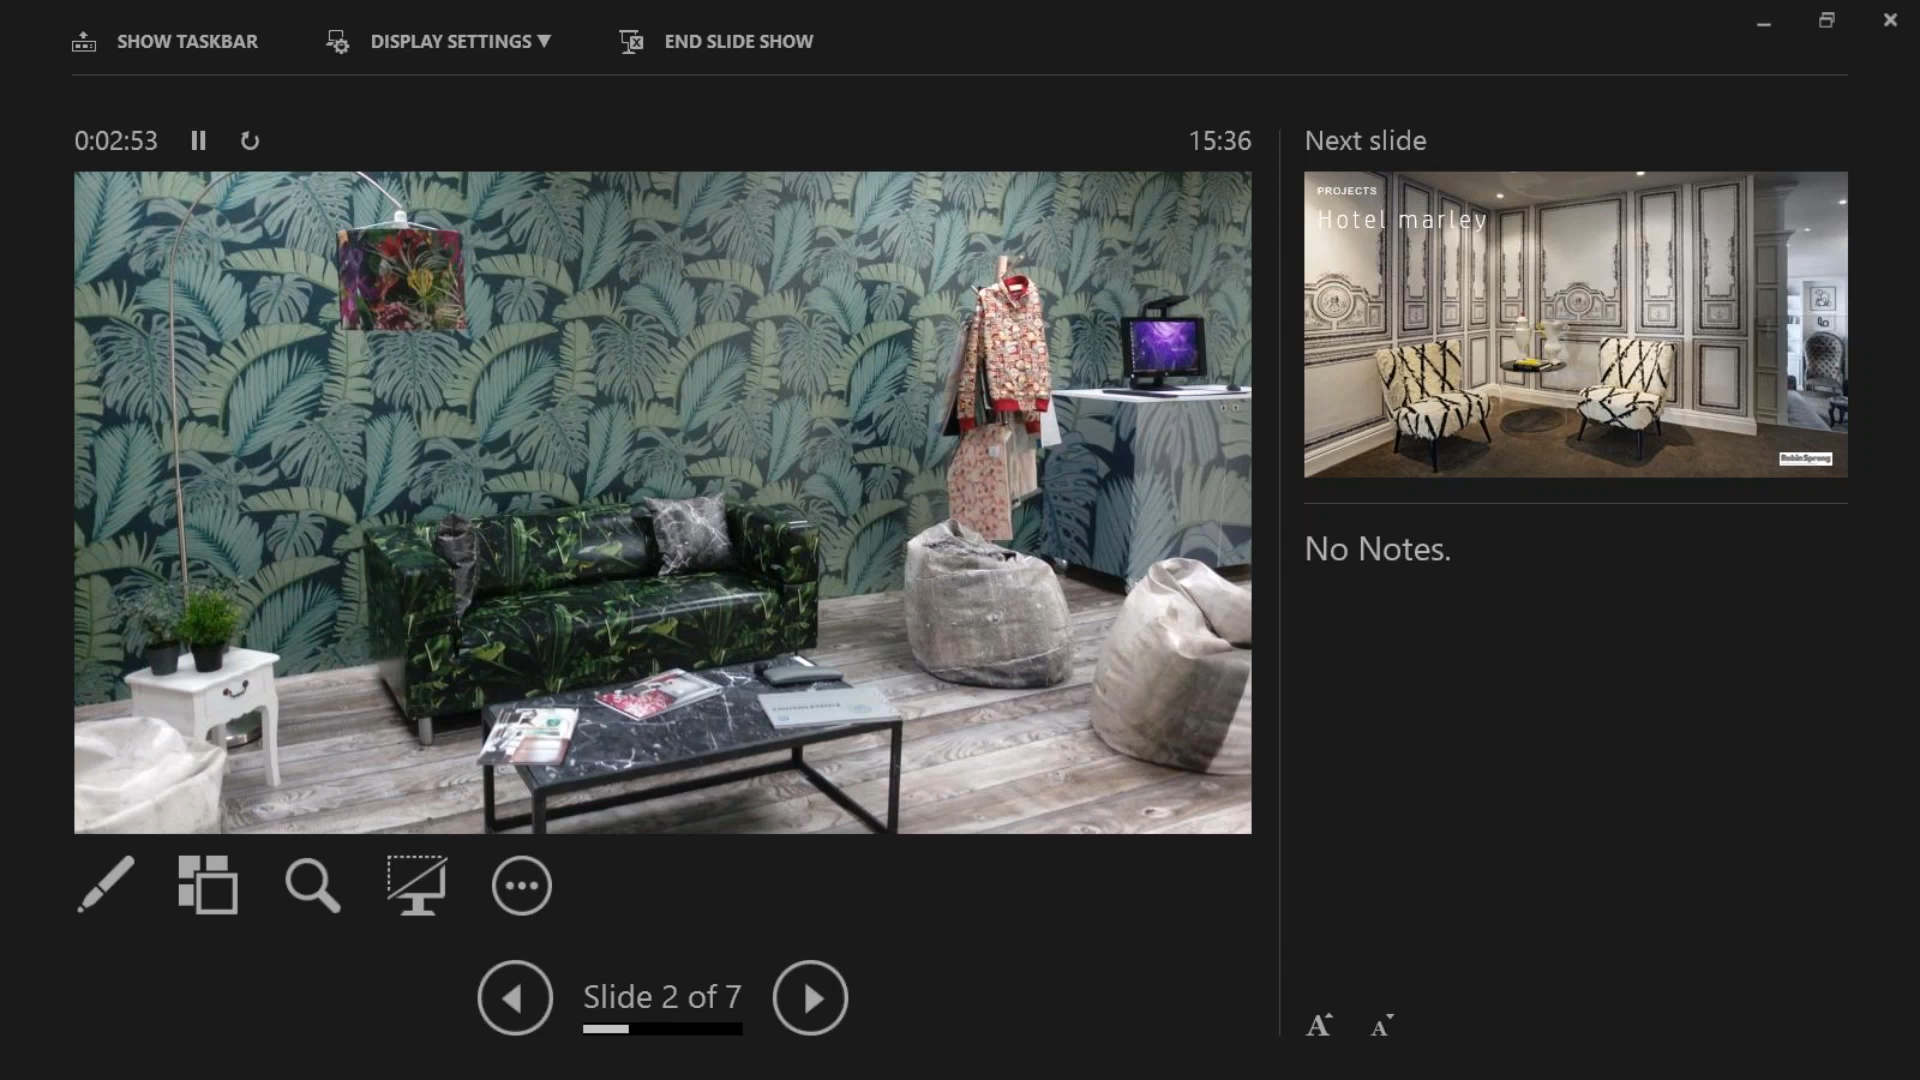 SHOW TASKBAR
DISPLAY SETTINGS ▼
END SLIDE SHOW
0:02:53
15:36
Next slide
PROJECTS
Hotel marley
RobinSprong
No Notes.
Slide 2 of 7
A
A